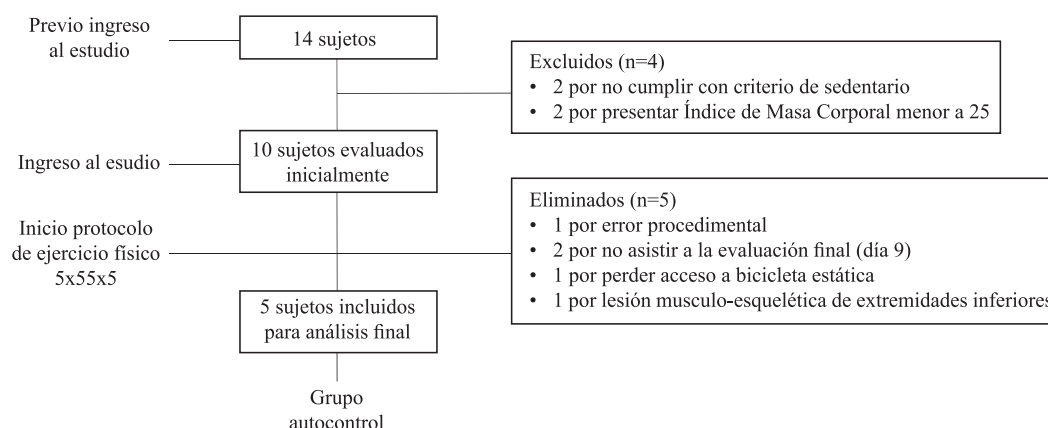 Previo ingreso
al estudio
14 sujetos
Excluidos (n=4)
• 2 por no cumplir con criterio de sedentario
• 2 por presentar Índice de Masa Corporal menor a 25
Ingreso al esudio
10 sujetos evaluados
inicialmente
Eliminados (n=5)
• 1 por error procedimental
• 2 por no asistir a la evaluación final (día 9)
• 1 por perder acceso a bicicleta estática
• 1 por lesión musculo-esquelética de extremidades inferiores
Inicio protocolo
de ejercicio físico
5x55x5
5 sujetos incluidos
para análisis final
Grupo
autocontrol